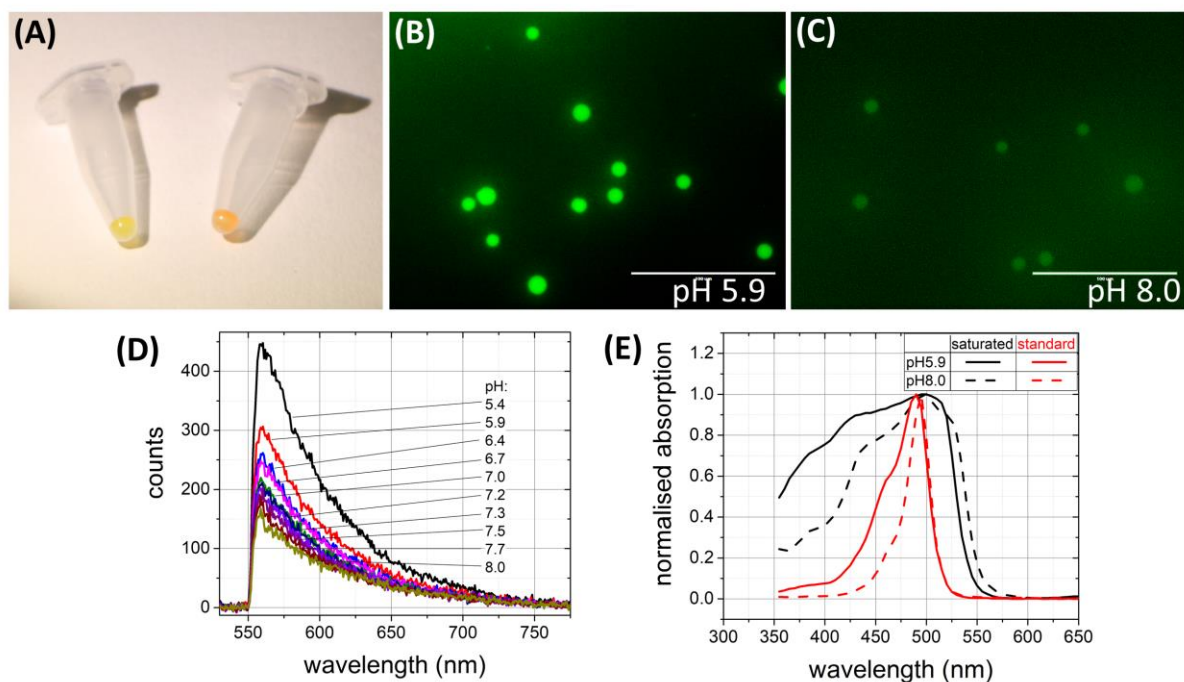 (A)
(B)
pH 5.9
(C)
pH 8.0
(D)
counts
400
300
200
100
0
pH:
5.4
5.9
6.4
6.7
7.0
7.2
7.3
7.5
7.7
8.0
550 600 650 700 750
wavelength (nm)
(E)
normalised absorption
1.2
1.0
0.8
0.6
0.4
0.2
0.0
saturated standard
pH5.9
pH8.0
300 350 400 450 500 550 600 650
wavelength (nm)